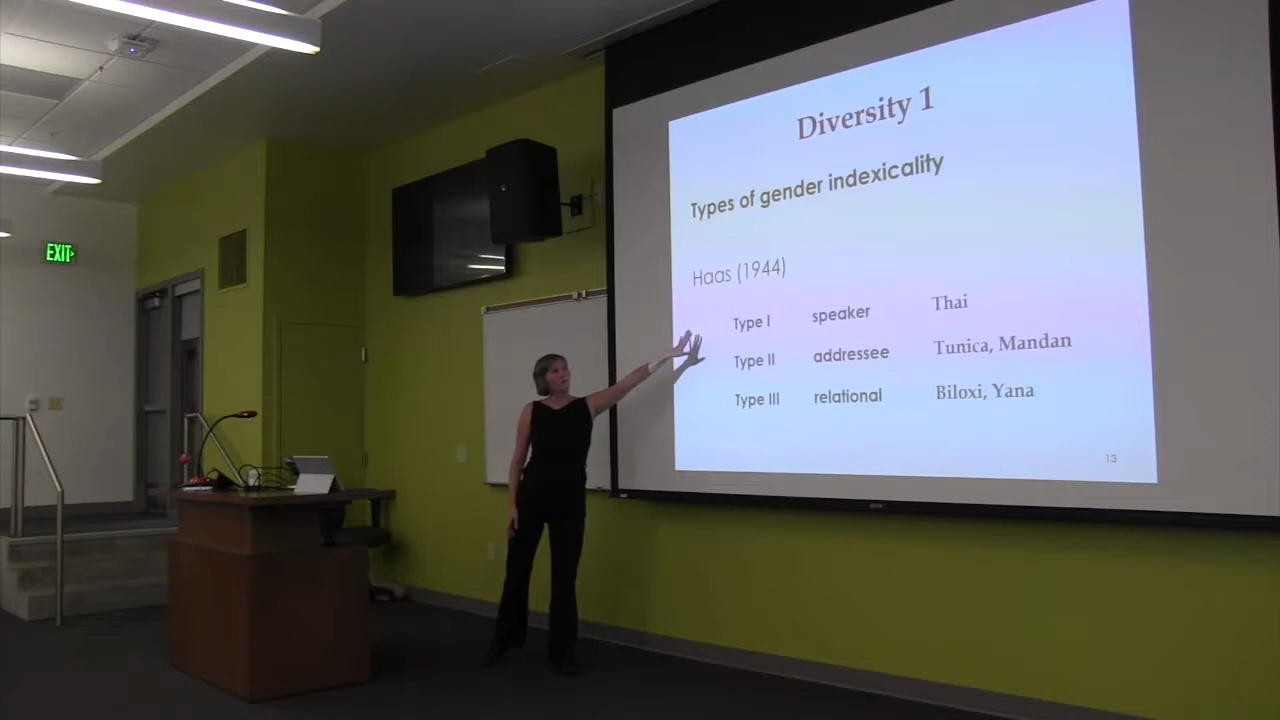 EXIT
Diversity 1
Types of gender indexicality
Haas (1944)
Type I speaker Thai
Type II addressee Tunica, Mandan
Type III relational Biloxi, Yana
13